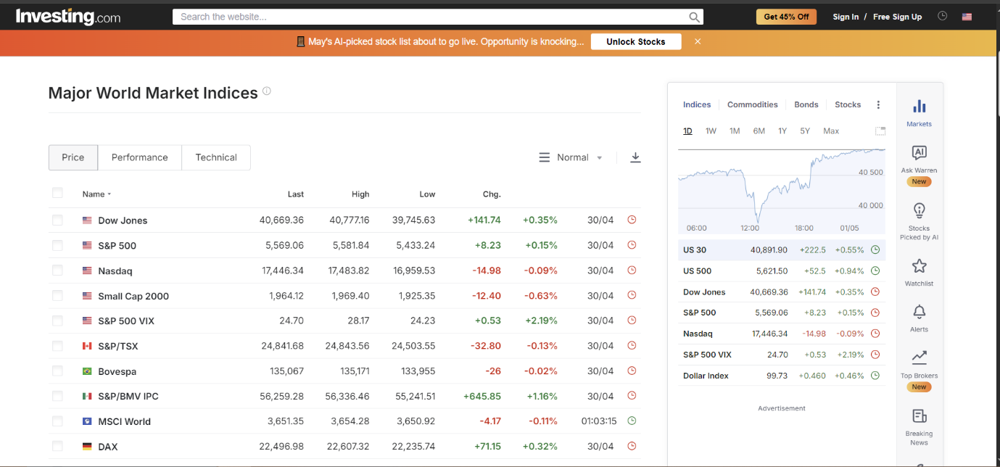 Investing.com
Search the website...
Get 45% Off
Sign In / Free Sign Up
May's AI-picked stock list about to go live. Opportunity is knocking...
Unlock Stocks
Major World Market Indices
Price Performance Technical
Normal
Name Last High Low Chg.
Dow Jones 40,669.36 40,777.16 39,745.63 +141.74 +0.35% 30/04
S&P 500 5,569.06 5,581.84 5,433.24 +8.23 +0.15% 30/04
Nasdaq 17,446.34 17,483.82 16,959.53 -14.98 -0.09% 30/04
Small Cap 2000 1,964.12 1,969.40 1,925.35 -12.40 -0.63% 30/04
S&P 500 VIX 24.70 28.17 24.23 +0.53 +2.19% 30/04
S&P/TSX 24,841.68 24,843.56 24,503.55 -32.80 -0.13% 30/04
Bovespa 135,067 135,171 133,955 -26 -0.02% 30/04
S&P/BMV IPC 56,259.28 56,336.46 55,241.51 +645.85 +1.16% 30/04
MSCI World 3,651.35 3,654.28 3,650.92 -4.17 -0.11% 01:03:15
DAX 22,496.98 22,607.32 22,235.74 +71.15 +0.32% 30/04
Indices Commodities Bonds Stocks
1D 1W 1M 6M 1Y 5Y Max
40 500
40 000
06:00 12:00 18:00 01/05
US 30 40,891.90 +222.5 +0.55%
US 500 5,621.50 +52.5 +0.94%
Dow Jones 40,669.36 +141.74 +0.35%
S&P 500 5,569.06 +8.23 +0.15%
Nasdaq 17,446.34 -14.98 -0.09%
S&P 500 VIX 24.70 +0.53 +2.19%
Dollar Index 99.73 +0.460 +0.46%
Advertisement
Markets
AI
Ask Warren
New
Stocks
Picked by AI
Watchlist
Alerts
Top Brokers
New
Breaking
News